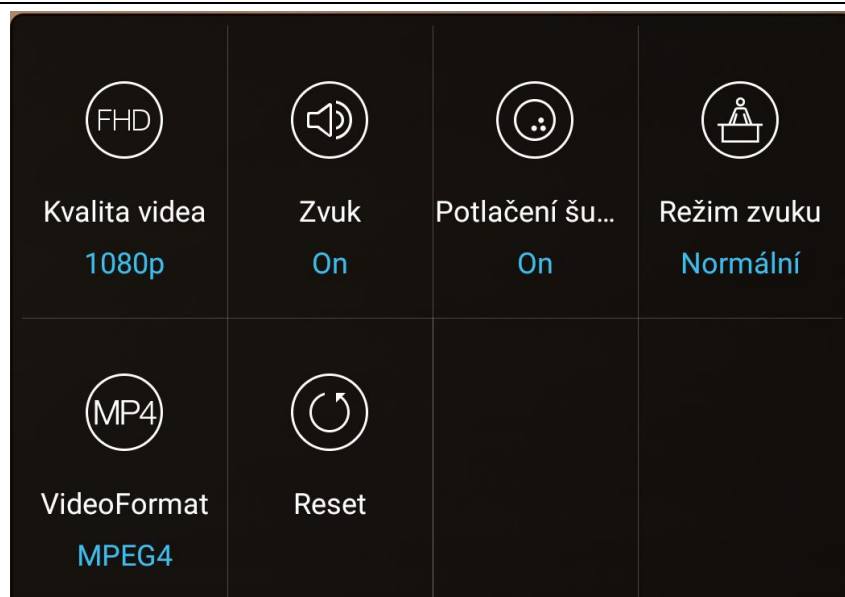 FHD
Kvalita videa
1080p
Zvuk
On
Potlačení šu...
On
Režim zvuku
Normální
MP4
VideoFormat
MPEG4
Reset